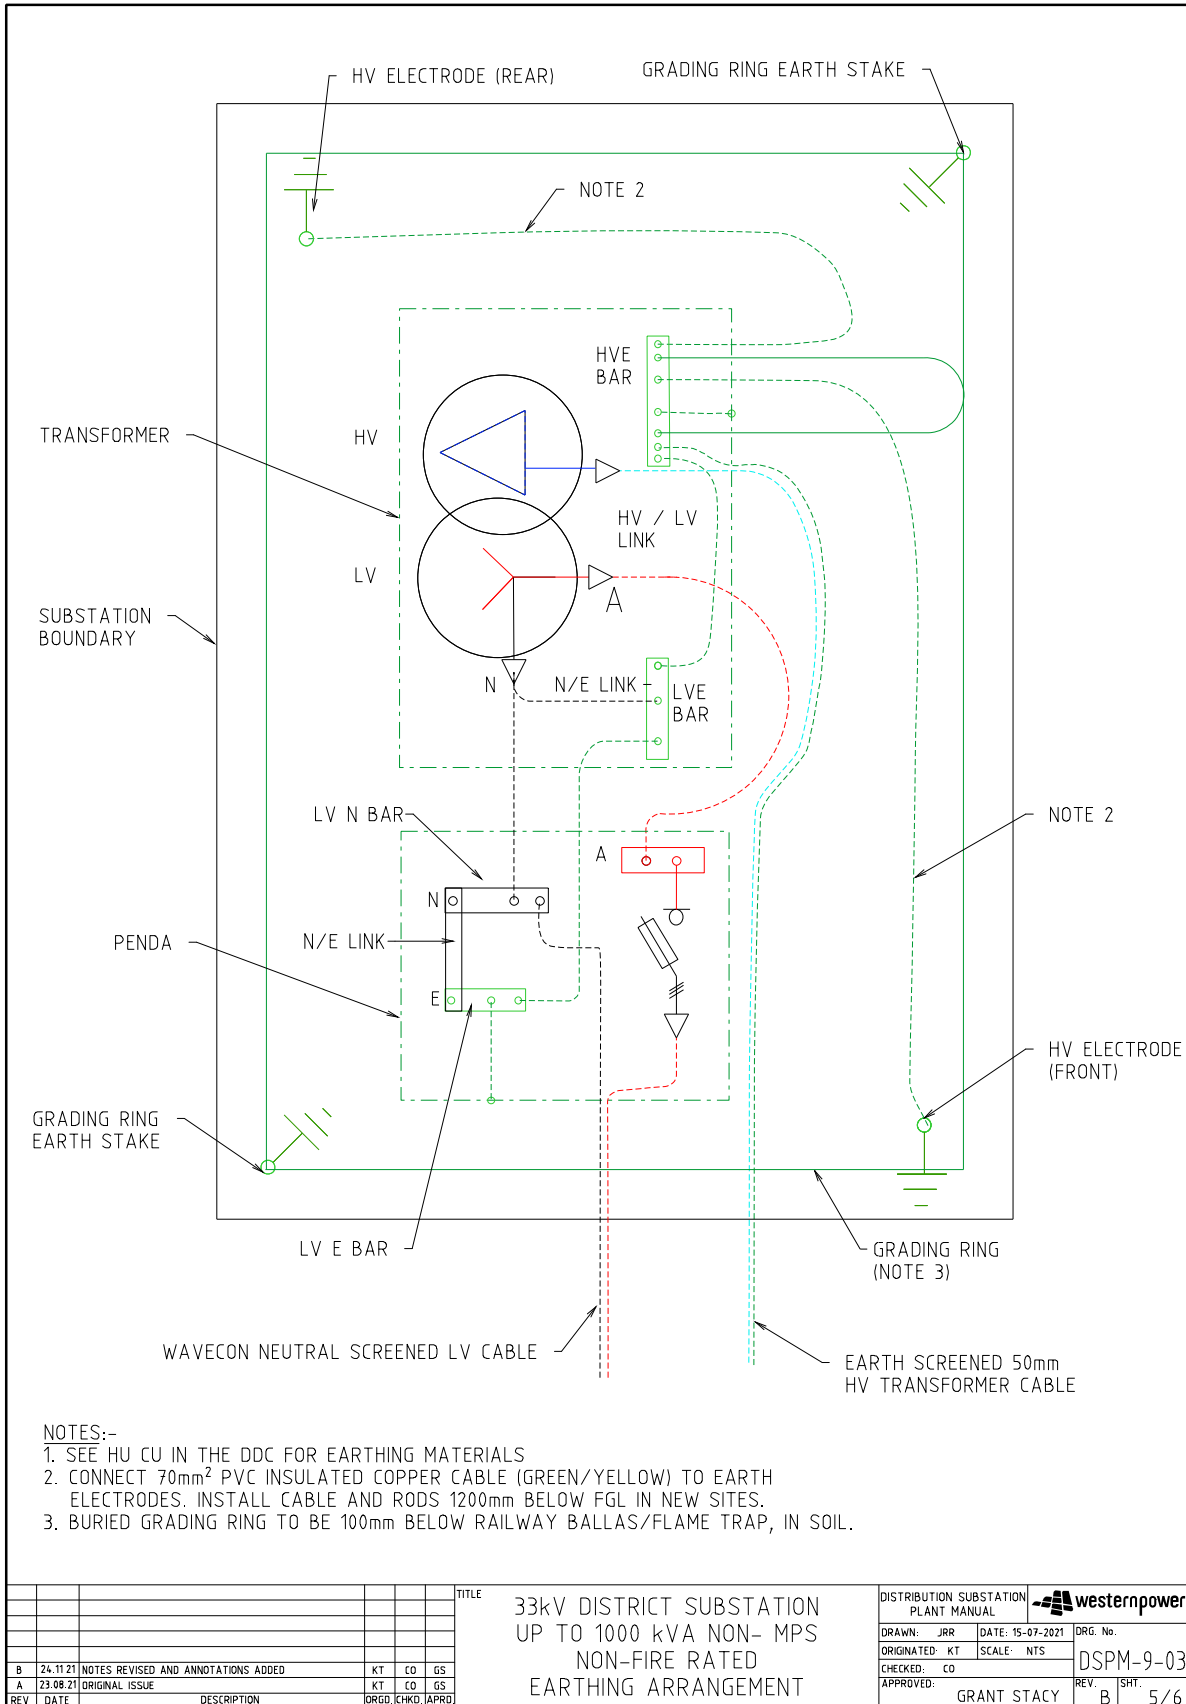 HV ELECTRODE (REAR)
GRADING RING EARTH STAKE
NOTE 2
HVE
BAR
TRANSFORMER
HV
HV / LV
LINK
LV
A
SUBSTATION
BOUNDARY
N
N/E LINK
LVE
BAR
LV N BAR
NOTE 2
A
N
PENDA
N/E LINK
E
HV ELECTRODE
(FRONT)
GRADING RING
EARTH STAKE
LV E BAR
GRADING RING
(NOTE 3)
WAVECON NEUTRAL SCREENED LV CABLE
EARTH SCREENED 50mm
HV TRANSFORMER CABLE
NOTES:-
1. SEE HU CU IN THE DDC FOR EARTHING MATERIALS
2. CONNECT 70mm² PVC INSULATED COPPER CABLE (GREEN/YELLOW) TO EARTH
ELECTRODES. INSTALL CABLE AND RODS 1200mm BELOW FGL IN NEW SITES.
3. BURIED GRADING RING TO BE 100mm BELOW RAILWAY BALLAS/FLAME TRAP, IN SOIL.
B 24.11.21 NOTES REVISED AND ANNOTATIONS ADDED KT CO GS
A 23.08.21 ORIGINAL ISSUE KT CO GS
REV DATE DESCRIPTION ORGD. CHKD. APRD.
TITLE
33kV DISTRICT SUBSTATION
UP TO 1000 kVA NON- MPS
NON-FIRE RATED
EARTHING ARRANGEMENT
DISTRIBUTION SUBSTATION
PLANT MANUAL
westernpower
DRAWN: JRR DATE: 15-07-2021 DRG. No.
ORIGINATED: KT SCALE: NTS
CHECKED: CO
DSPM-9-03
APPROVED: GRANT STACY
REV. B SHT. 5/6